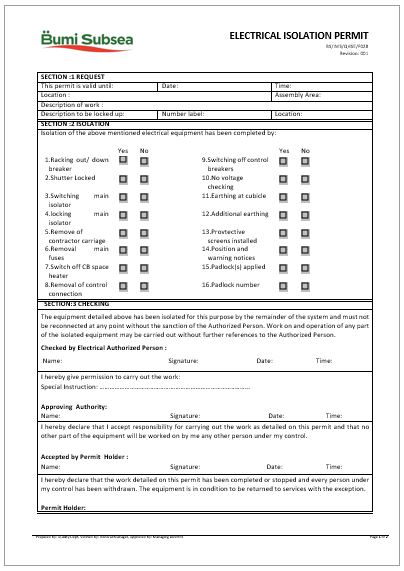 Bumi Subsea
ELECTRICAL ISOLATION PERMIT
Revision: 001
SECTION :1 REQUEST
This permit is valid until: Date: Time:
Location : Assembly Area:
Description of work :
Description to be locked up: Number label: Location:
SECTION :2 ISOLATION
Isolation of the above mentioned electrical equipment has been completed by:
Yes No Yes No
1.Racking out/ down 9.Switching off control
breaker breakers
2.Shutter Locked 10.No voltage
checking
3.Switching main 11.Earthing at cubicle
isolator
4.locking main 12.Additional earthing
isolator
5.Remove of 13.Provtective
contractor carriage screens installed
6.Removal main 14.Position and
fuses warning notices
7.Switch off CB space 15.Padlock(s) applied
heater
8.Removal of control 16.Padlock number
connection
SECTION:3 CHECKING
The equipment detailed above has been isolated for this purpose by the remainder of the system and must not
be reconnected at any point without the sanction of the Authorized Person. Work on and operation of any part
of the isolated equipment may be carried out without further references to the Authorized Person.
Checked by Electrical Authorized Person :
Name: Signature: Date: Time:
I hereby give permission to carry out the work:
Special Instruction: ......................................................................
Approving Authority:
Name: Signature: Date: Time:
I hereby declare that I accept responsibility for carrying out the work as detailed on this permit and that no
other part of the equipment will be worked on by me any other person under my control.
Accepted by Permit Holder :
Name: Signature: Date: Time:
I hereby declare that the work detailed on this permit has been completed or stopped and every person under
my control has been withdrawn. The equipment is in condition to be returned to services with the exception.
Permit Holder: